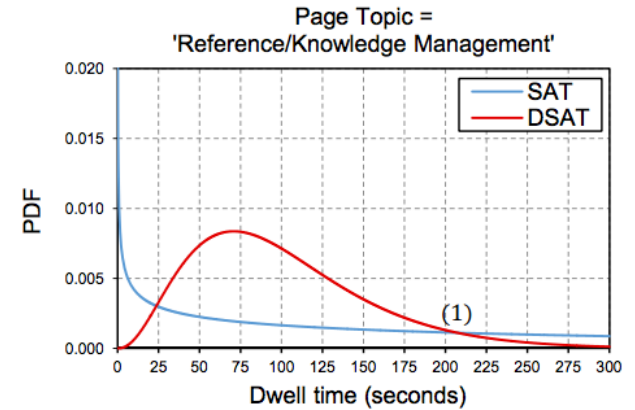 Page Topic =
'Reference/Knowledge Management'
SAT
DSAT
PDF
0.020
0.015
0.010
0.005
0.000
(1)
0 25 50 75 100 125 150 175 200 225 250 275 300
Dwell time (seconds)